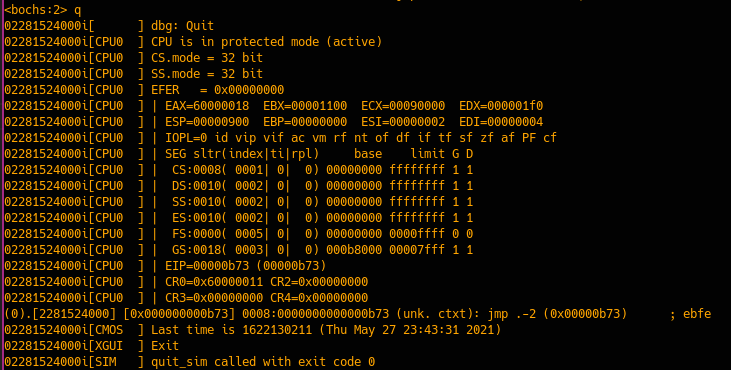 <bochs:2> q
02281524000i[      ] dbg: Quit
02281524000i[CPU0  ] CPU is in protected mode (active)
02281524000i[CPU0  ] CS.mode = 32 bit
02281524000i[CPU0  ] SS.mode = 32 bit
02281524000i[CPU0  ] EFER   = 0x00000000
02281524000i[CPU0  ] | EAX=60000018  EBX=00001100  ECX=00090000  EDX=000001f0
02281524000i[CPU0  ] | ESP=00000900  EBP=00000000  ESI=00000002  EDI=00000004
02281524000i[CPU0  ] | IOPL=0 id vip vif ac vm rf nt of df if tf sf zf af PF cf
02281524000i[CPU0  ] | SEG sltr(index|ti|rpl)     base    limit G D
02281524000i[CPU0  ] |  CS:0008( 0001| 0|  0) 00000000 ffffffff 1 1
02281524000i[CPU0  ] |  DS:0010( 0002| 0|  0) 00000000 ffffffff 1 1
02281524000i[CPU0  ] |  SS:0010( 0002| 0|  0) 00000000 ffffffff 1 1
02281524000i[CPU0  ] |  ES:0010( 0002| 0|  0) 00000000 ffffffff 1 1
02281524000i[CPU0  ] |  FS:0000( 0005| 0|  0) 00000000 0000ffff 0 0
02281524000i[CPU0  ] |  GS:0018( 0003| 0|  0) 000b8000 00007fff 1 1
02281524000i[CPU0  ] | EIP=00000b73 (00000b73)
02281524000i[CPU0  ] | CR0=0x60000011 CR2=0x00000000
02281524000i[CPU0  ] | CR3=0x00000000 CR4=0x00000000
(0).[2281524000] [0x000000000b73] 0008:0000000000000b73 (unk. ctxt): jmp .-2 (0x00000b73)      ; ebfe
02281524000i[CMOS  ] Last time is 1622130211 (Thu May 27 23:43:31 2021)
02281524000i[XGUI  ] Exit
02281524000i[SIM   ] quit_sim called with exit code 0